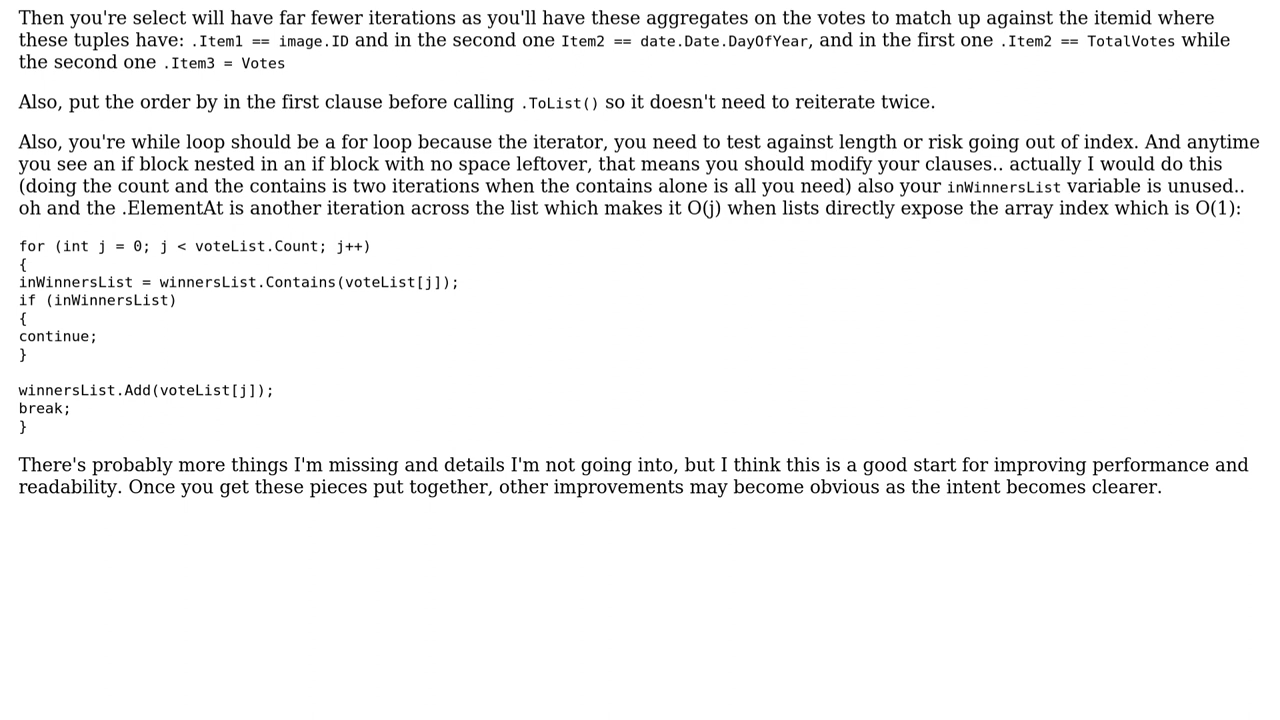 Then you're select will have far fewer iterations as you'll have these aggregates on the votes to match up against the itemid where
these tuples have: .Item1 == image.ID and in the second one Item2 == date.Date.DayOfYear, and in the first one .Item2 == TotalVotes while
the second one .Item3 = Votes
Also, put the order by in the first clause before calling .ToList() so it doesn't need to reiterate twice.
Also, you're while loop should be a for loop because the iterator, you need to test against length or risk going out of index. And anytime
you see an if block nested in an if block with no space leftover, that means you should modify your clauses.. actually I would do this
(doing the count and the contains is two iterations when the contains alone is all you need) also your inWinnersList variable is unused..
oh and the .ElementAt is another iteration across the list which makes it O(j) when lists directly expose the array index which is O(1):
for (int j = 0; j < voteList.Count; j++)
{
inWinnersList = winnersList.Contains(voteList[j]);
if (inWinnersList)
{
continue;
}
winnersList.Add(voteList[j]);
break;
}
There's probably more things I'm missing and details I'm not going into, but I think this is a good start for improving performance and
readability. Once you get these pieces put together, other improvements may become obvious as the intent becomes clearer.